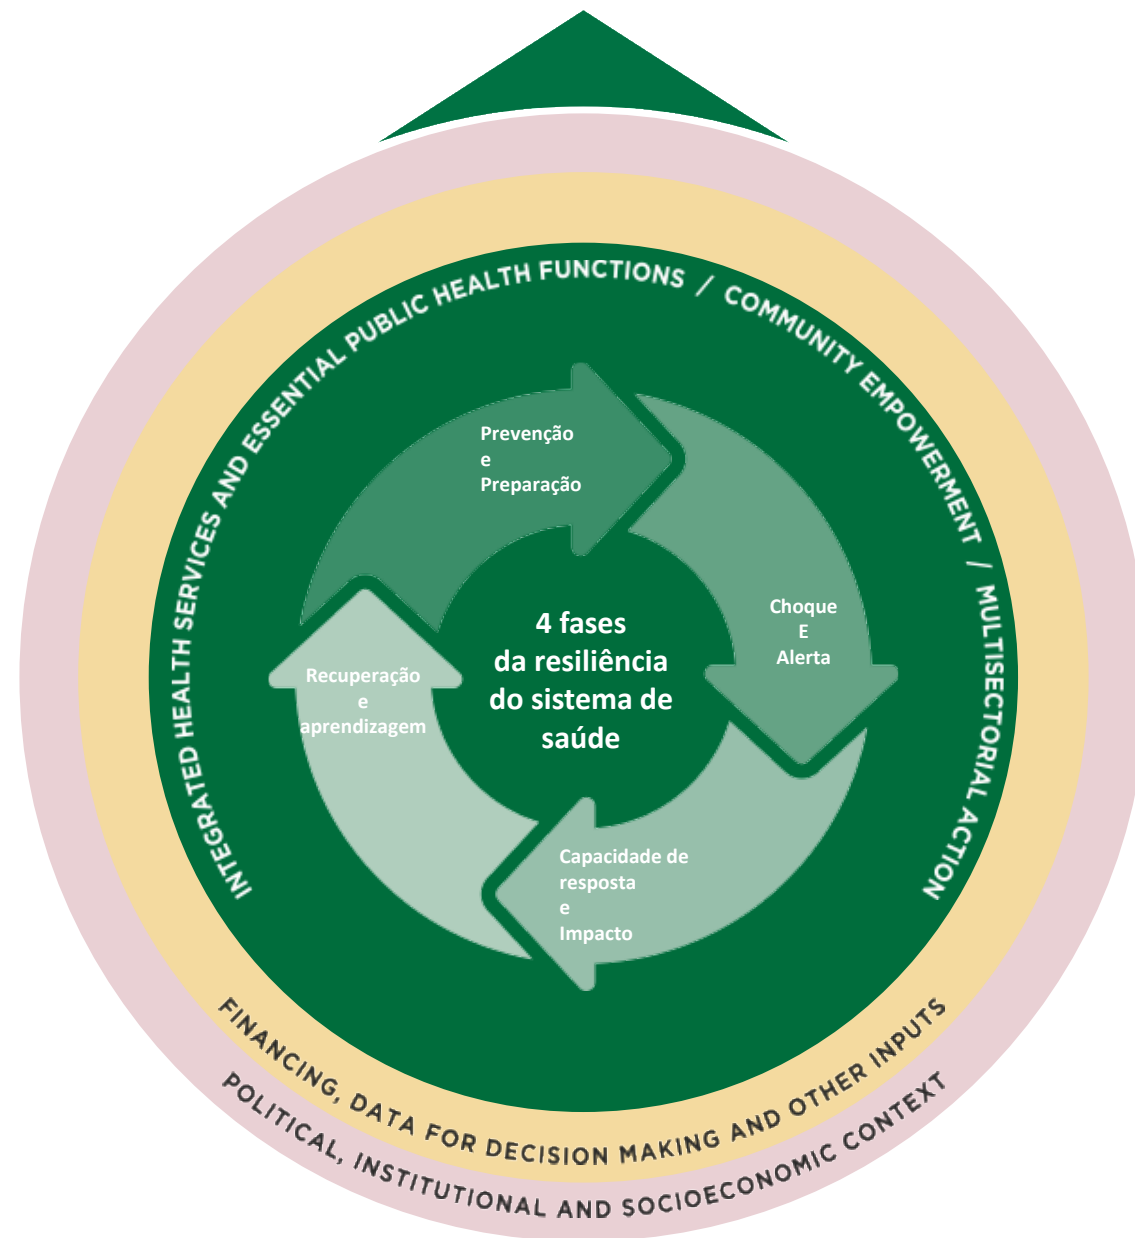 INTEGRATED HEALTH SERVICES AND ESSENTIAL PUBLIC HEALTH FUNCTIONS / COMMUNITY EMPOWERMENT / MULTISECTORIAL ACTION
Prevenção
e
Preparação
Choque
E
Alerta
4 fases
da resiliência
do sistema de
saúde
Recuperação
e
aprendizagem
Capacidade de
resposta
e
Impacto
FINANCING, DATA FOR DECISION MAKING AND OTHER INPUTS
POLITICAL, INSTITUTIONAL AND SOCIOECONOMIC CONTEXT